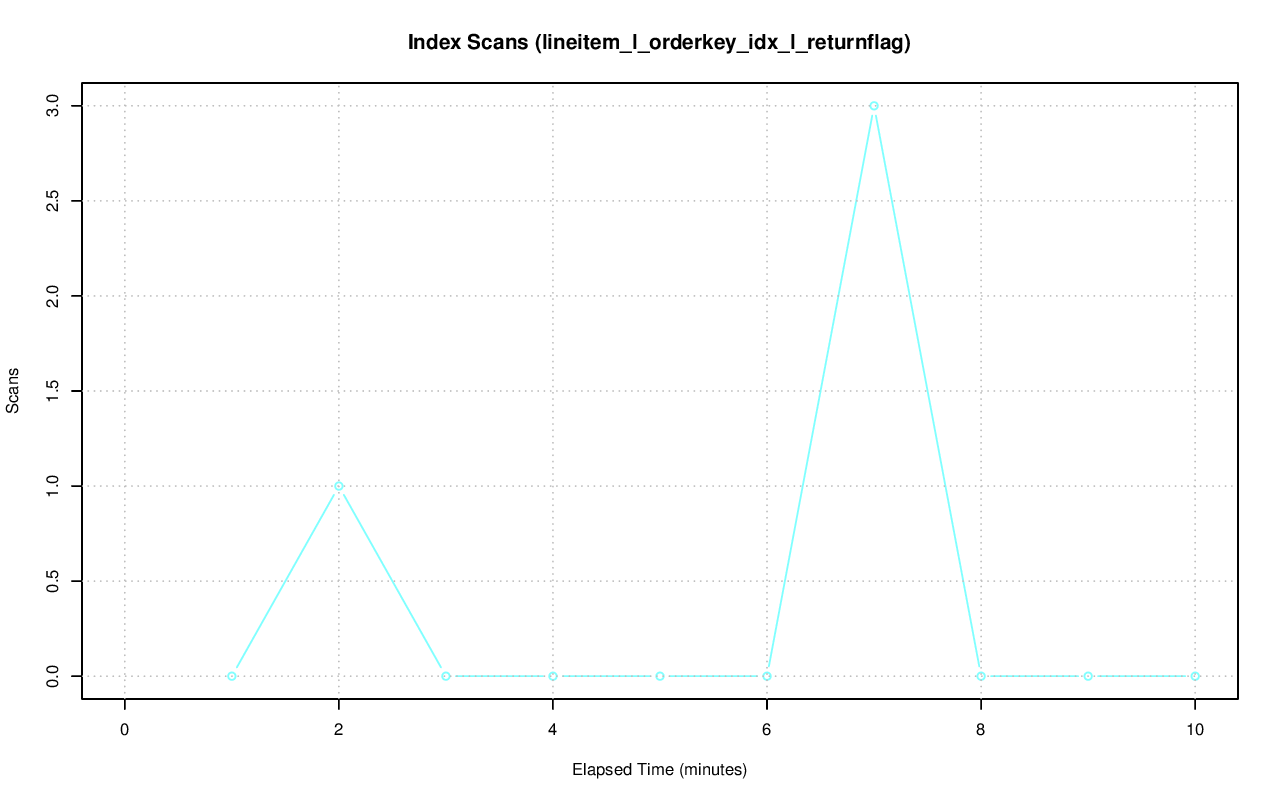 Index Scans (lineitem_l_orderkey_idx_l_returnflag)
3.0
2.5
2.0
1.5
1.0
0.5
0.0
Scans
0 2 4 6 8 10
Elapsed Time (minutes)